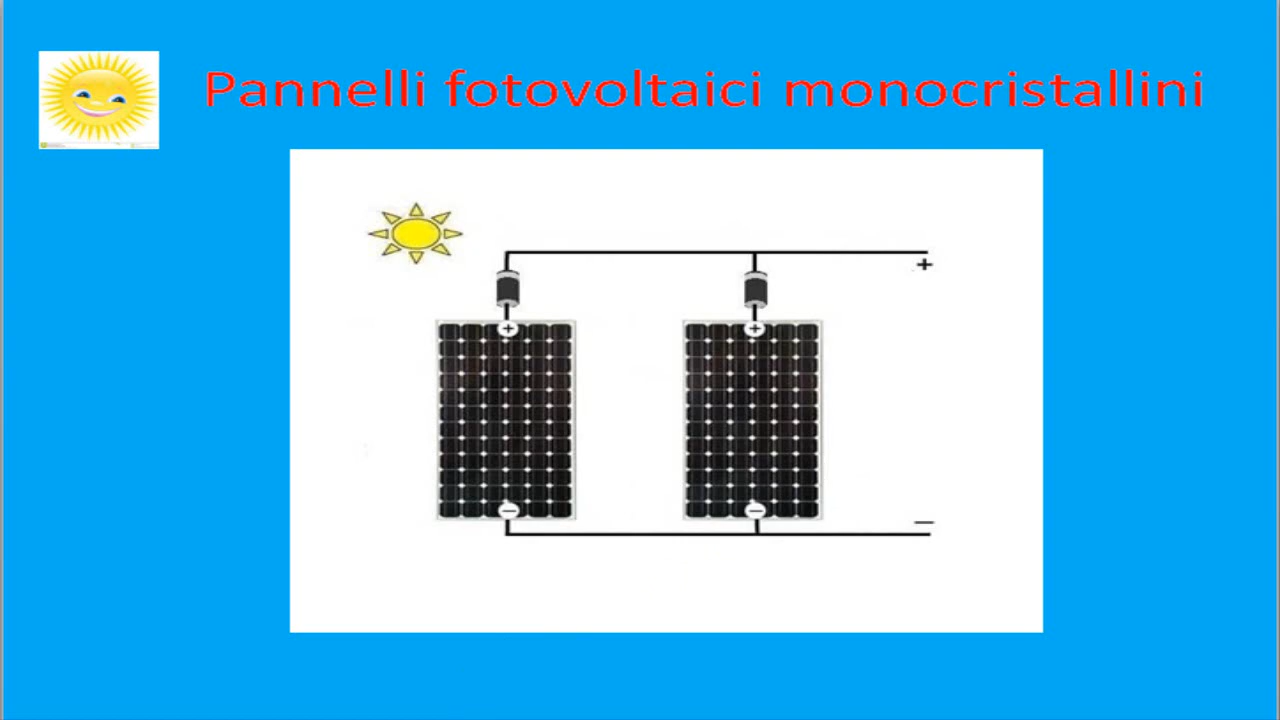 Pannelli fotovoltaici monocristallini
+
+ +
− −
−